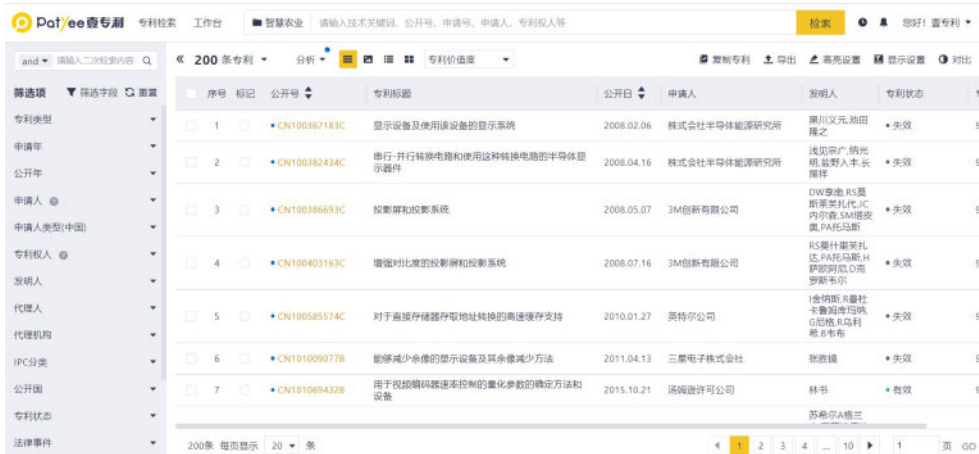 Patyee壹专利 专利检索 工作台 智慧农业 请输入技术关键词、公开号、申请号、申请人、专利权人等 检索 您好！壹专利
and 请输入二次检索内容 200 条专利 分析 专利价值度 复制专利 导出 高亮设置 显示设置 对比
筛选项 筛选字段 重置
专利类型
申请年
公开年
申请人
申请人类型(中国)
专利权人
发明人
代理人
代理机构
IPC分类
公开国
专利状态
法律事件
序号 标记 公开号 专利标题 公开日 申请人 发明人 专利状态
1 CN100367183C 显示设备及使用该设备的显示系统 2008.02.06 株式会社半导体能源研究所 黑川义元,池田
隆之 失效
2 CN100382434C 串行-并行转换电路和使用这种转换电路的半导体显
示器件 2008.04.16 株式会社半导体能源研究所 浅见宗广,纳光
明,盐野入丰,长
尾祥 失效
3 CN100386693C 投影屏和投影系统 2008.05.07 3M创新有限公司 DW享南,RS莫
斯莱芙扎代,JC
内尔森,SM塔皮
奥,PA托马斯 失效
4 CN100403163C 增强对比度的投影屏和投影系统 2008.07.16 3M创新有限公司 RS莫什莱芙扎
达,PA托马斯,H
萨欧阿尼,D克
罗斯韦尔 失效
5 CN100585574C 对于直接存储器存取地址转换的高速缓存支持 2010.01.27 英特尔公司 I舍纳斯,R曼社
卡鲁姆库玛纳,
G尼格,R乌利
希,B韦布 失效
6 CN101009077B 能够减少余像的显示设备及其余像减少方法 2011.04.13 三星电子株式会社 张胜镜 失效
7 CN101069432B 用于视频编码器速率控制的量化参数的确定方法和
设备 2015.10.21 汤姆逊许可公司 林书 有效
苏希尔A格兰
200条 每页显示 20 条 1 2 3 4 ... 10 1 页 GO